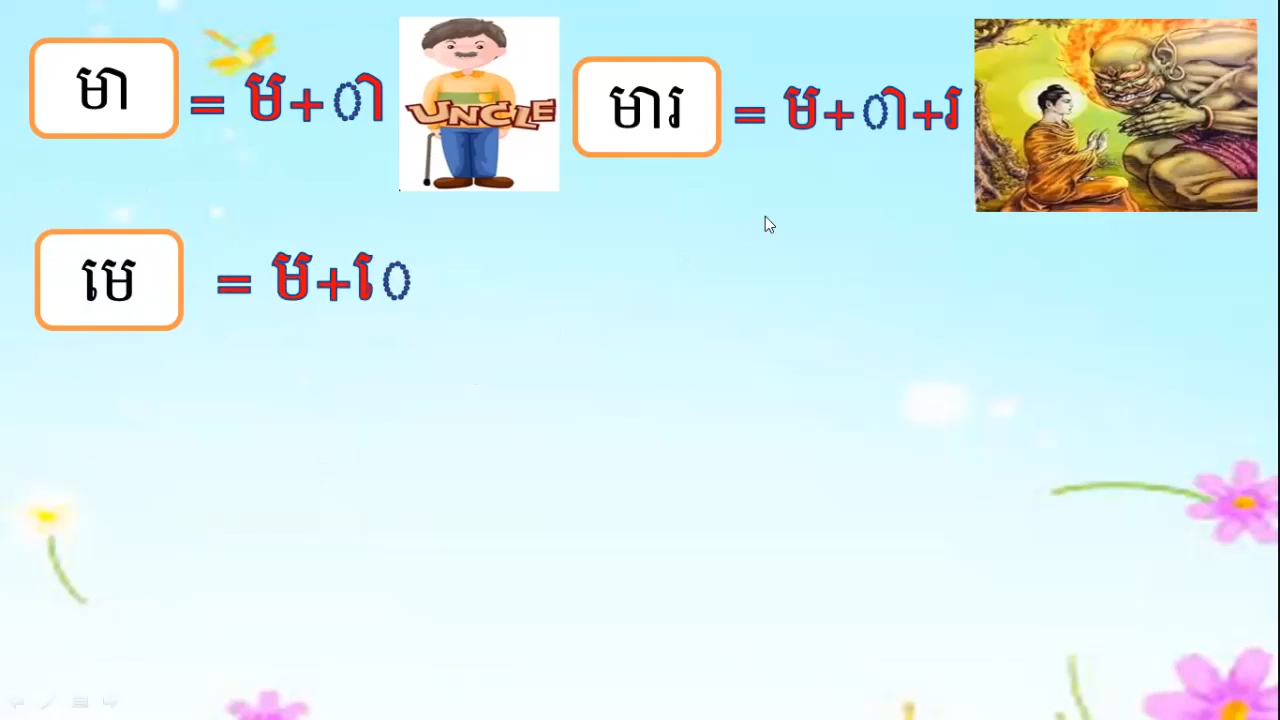 មា = ម+ា
UNCLE
មារ = ម+ា+រ
មេ = ម+េ